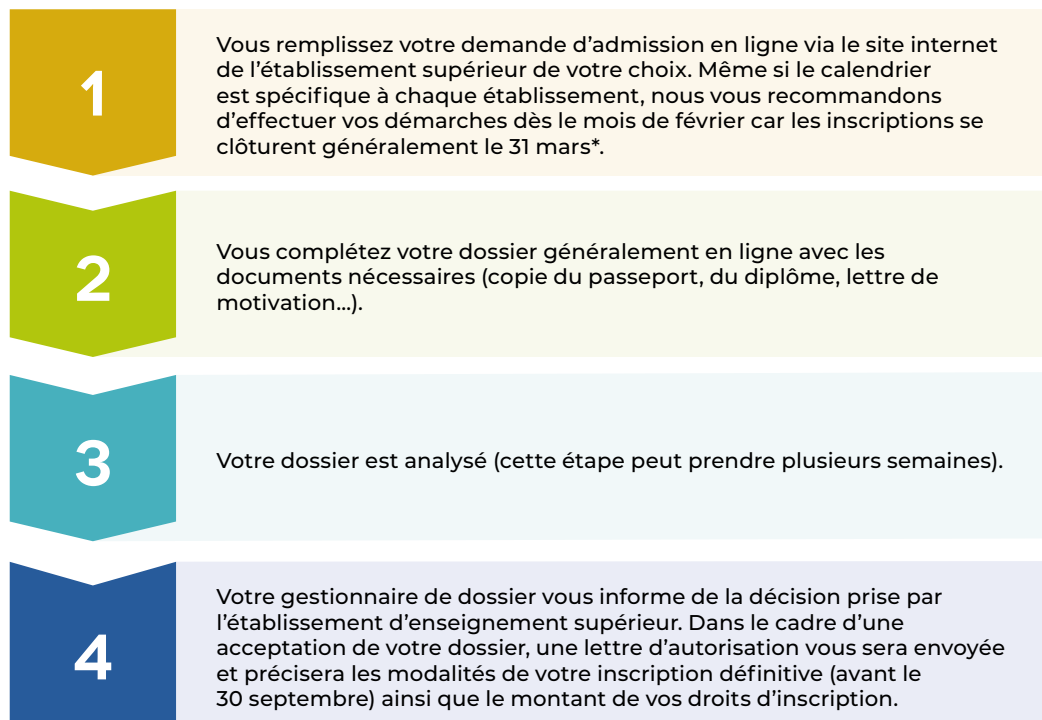 1
Vous remplissez votre demande d’admission en ligne via le site internet
de l’établissement supérieur de votre choix. Même si le calendrier
est spécifique à chaque établissement, nous vous recommandons
d’effectuer vos démarches dès le mois de février car les inscriptions se
clôturent généralement le 31 mars*.
2
Vous complétez votre dossier généralement en ligne avec les
documents nécessaires (copie du passeport, du diplôme, lettre de
motivation...).
3
Votre dossier est analysé (cette étape peut prendre plusieurs semaines).
4
Votre gestionnaire de dossier vous informe de la décision prise par
l’établissement d’enseignement supérieur. Dans le cadre d’une
acceptation de votre dossier, une lettre d’autorisation vous sera envoyée
et précisera les modalités de votre inscription définitive (avant le
30 septembre) ainsi que le montant de vos droits d’inscription.